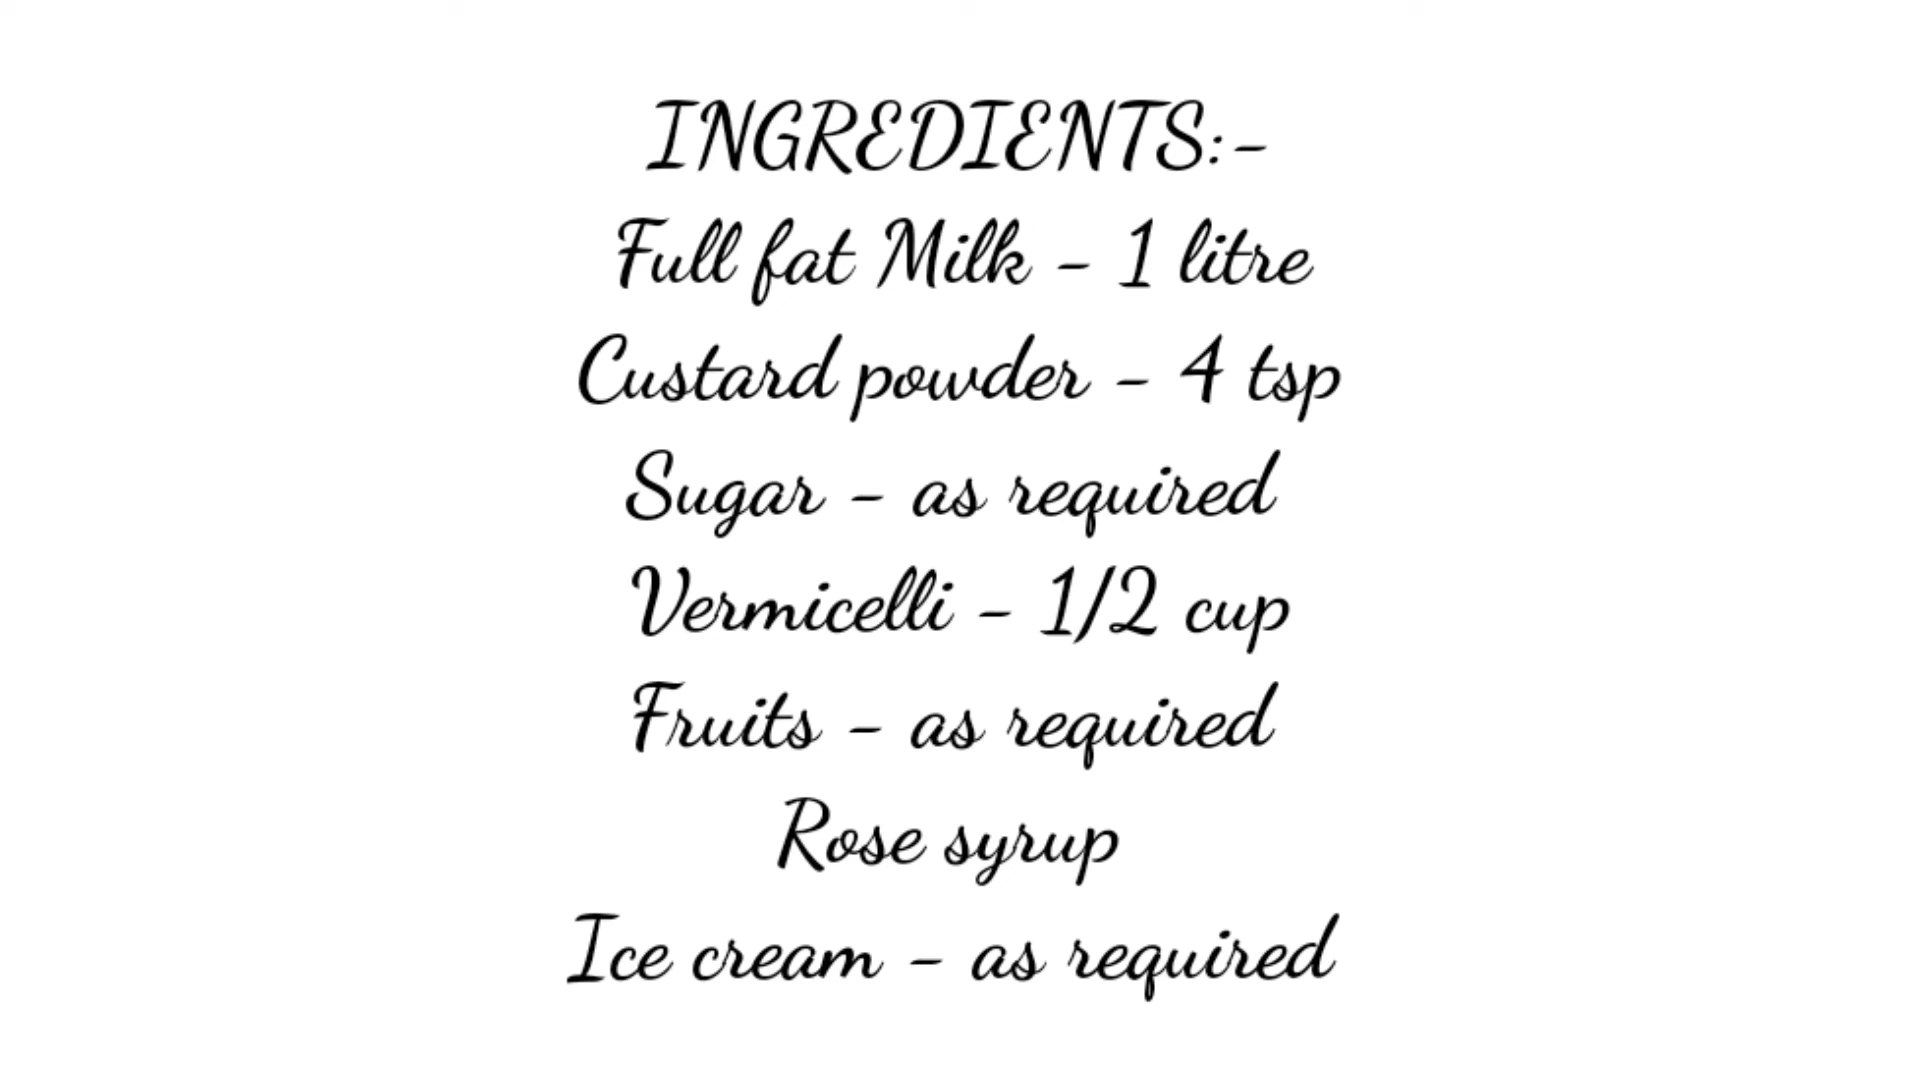 INGREDIENTS:-
Full fat Milk - 1 litre
Custard powder - 4 tsp
Sugar - as required
Vermicelli - 1/2 cup
Fruits - as required
Rose syrup
Ice cream - as required